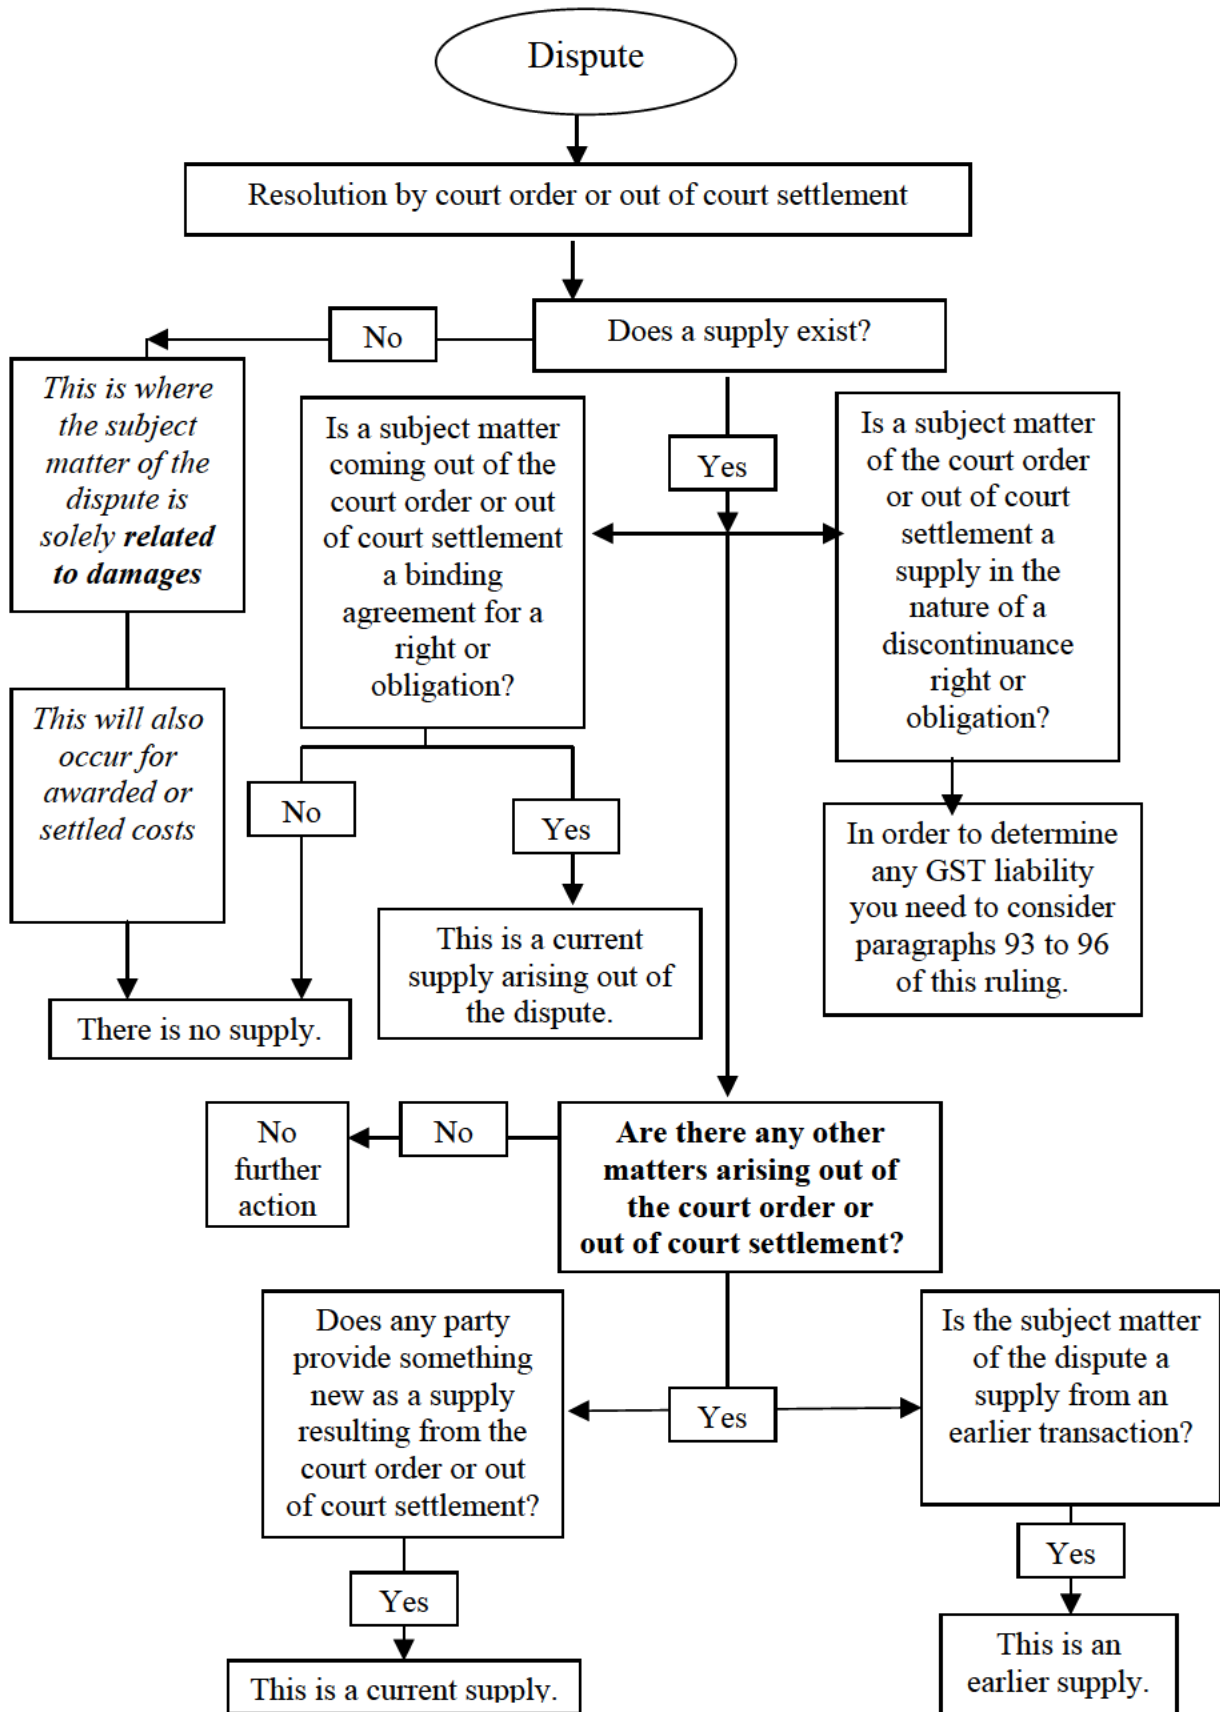 Dispute
Resolution by court order or out of court settlement
Does a supply exist?
No
This is where
the subject
matter of the
dispute is
solely related
to damages
This will also
occur for
awarded or
settled costs
Is a subject matter
coming out of the
court order or out
of court settlement
a binding
agreement for a
right or
obligation?
Yes
Is a subject matter
of the court order
or out of court
settlement a
supply in the
nature of a
discontinuance
right or
obligation?
No
Yes
There is no supply.
This is a current
supply arising out of
the dispute.
In order to determine
any GST liability
you need to consider
paragraphs 93 to 96
of this ruling.
Are there any other
matters arising out of
the court order or
out of court settlement?
No
No
further
action
Yes
Does any party
provide something
new as a supply
resulting from the
court order or out
of court settlement?
Yes
This is a current supply.
Is the subject matter
of the dispute a
supply from an
earlier transaction?
Yes
This is an
earlier supply.